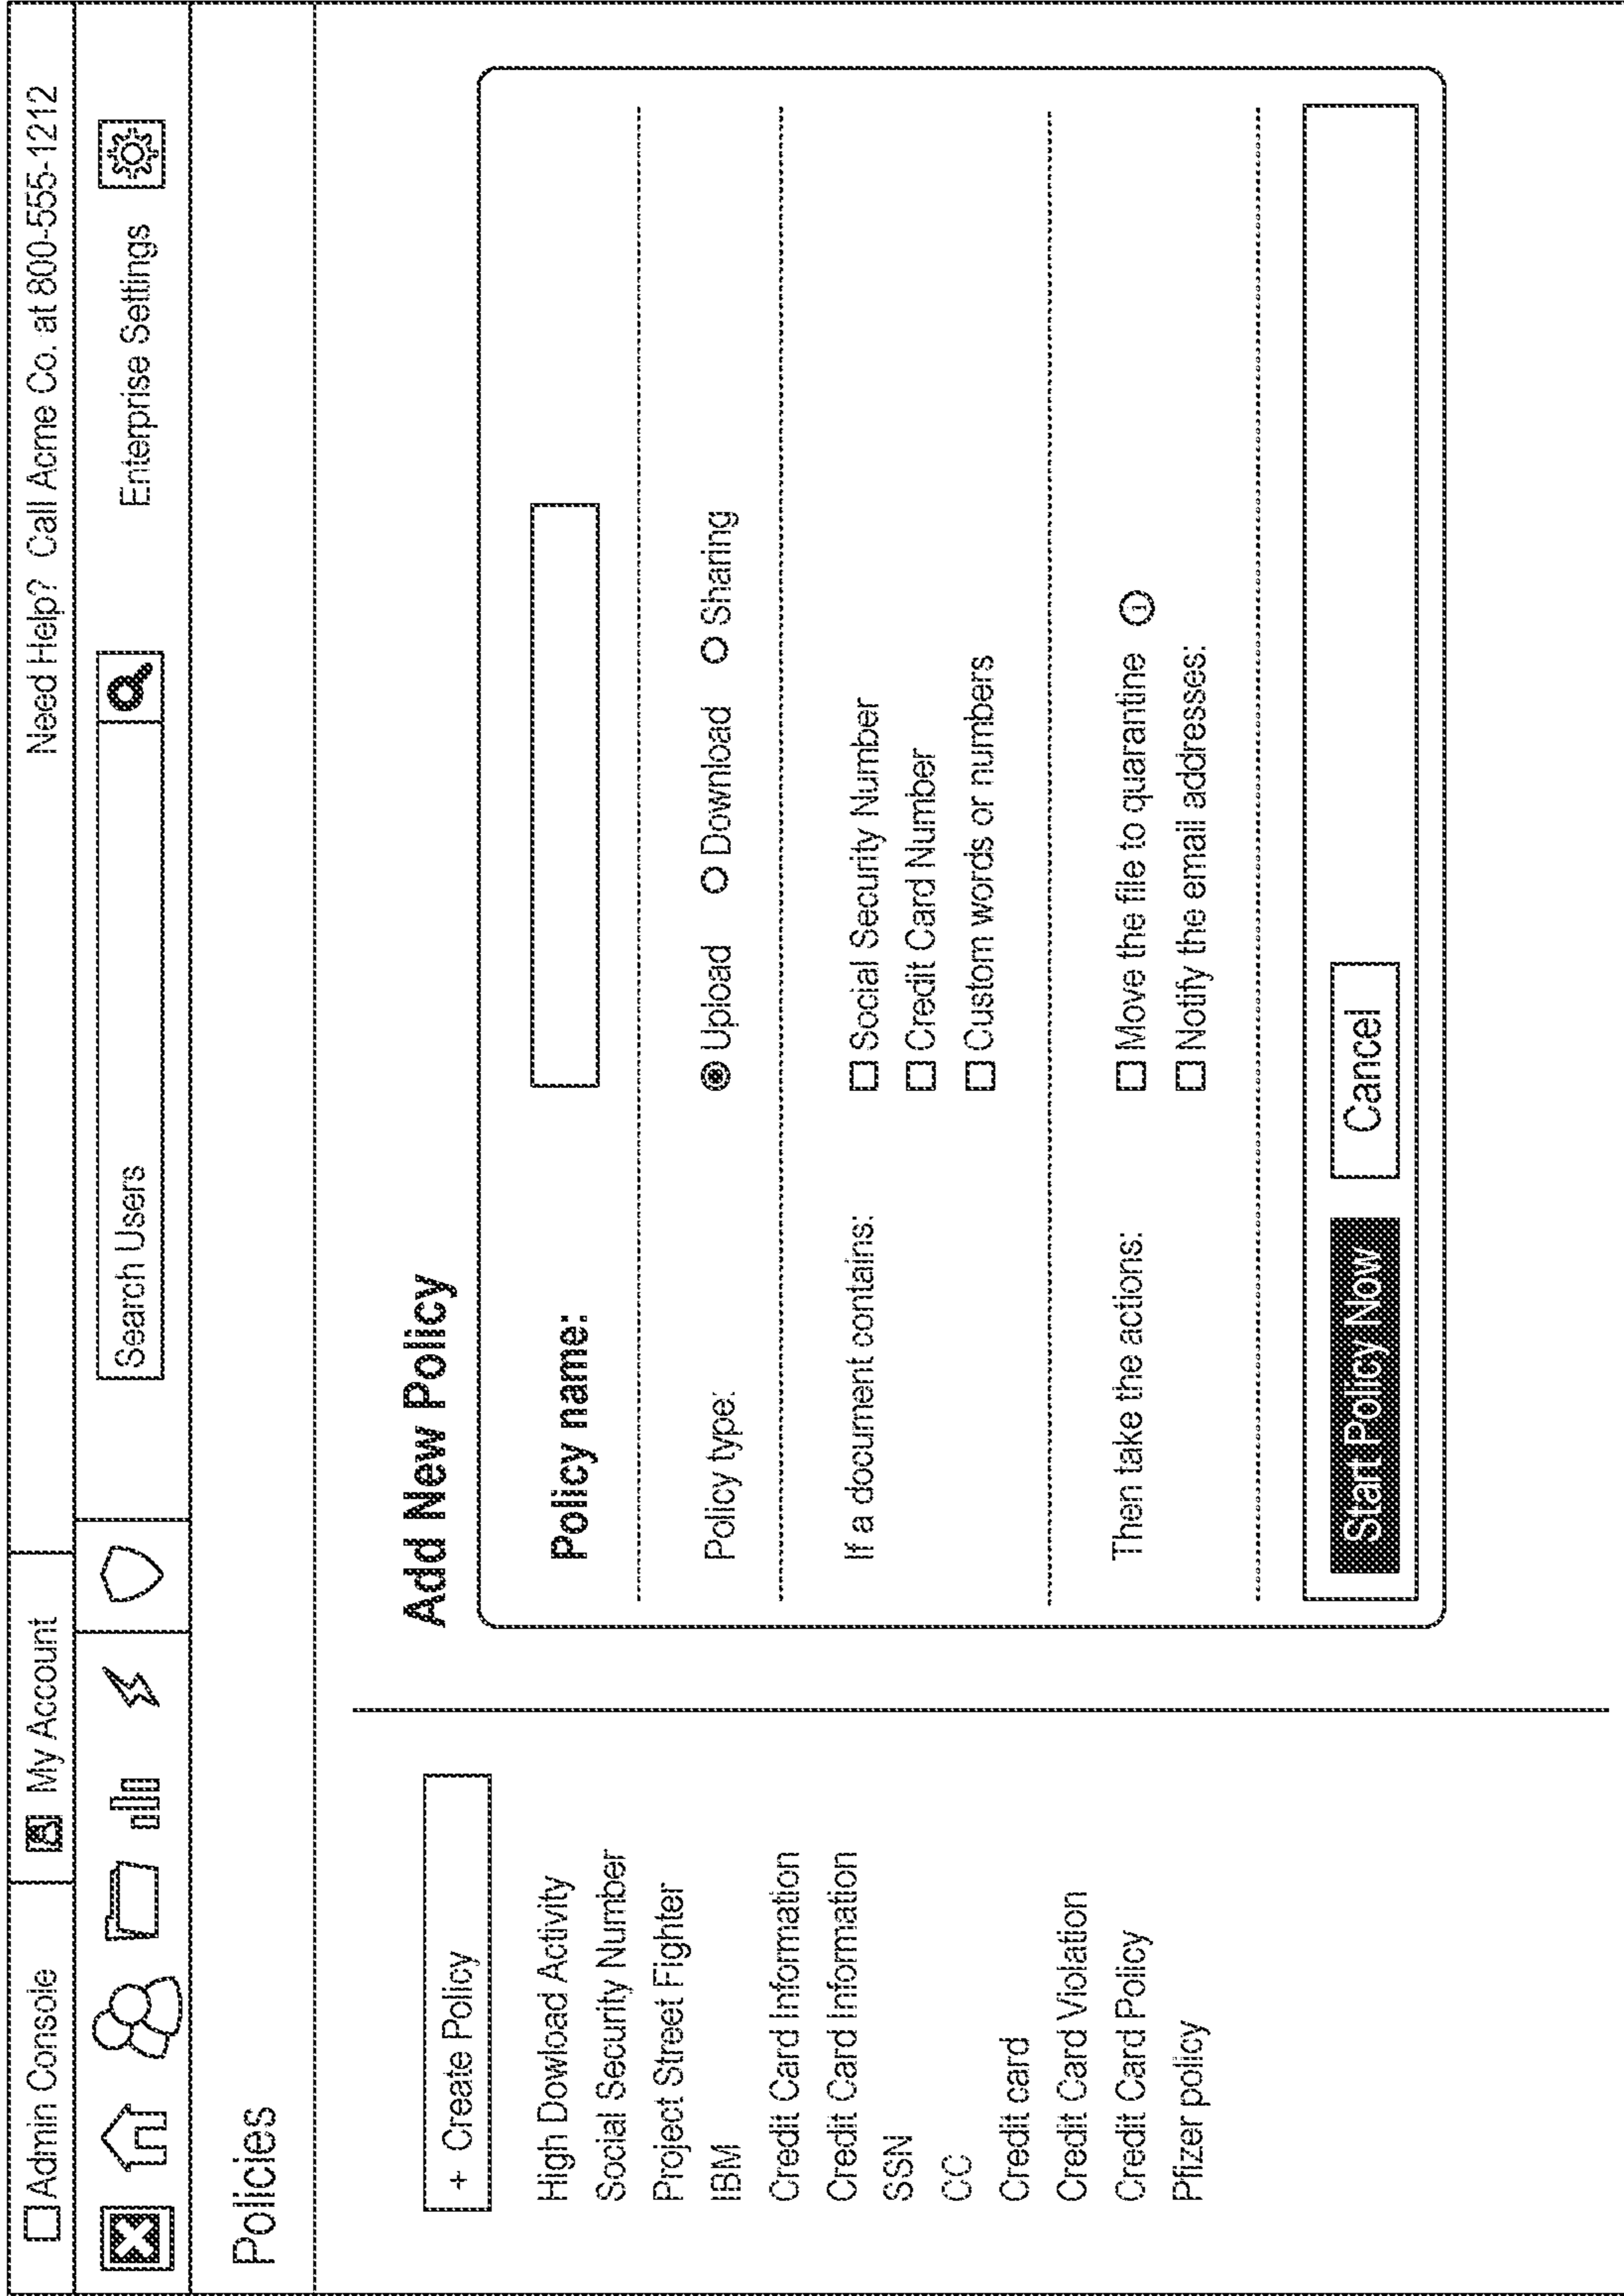 Admin Console
My Account
Need Help? Call Acme Co. at 800-555-1212
Search Users
Enterprise Settings
Policies
+ Create Policy
High Dowload Activity
Social Security Number
Project Street Fighter
IBM
Credit Card Information
Credit Card Information
SSN
CC
Credit card
Credit Card Violation
Credit Card Policy
Pfizer policy
Add New Policy
Policy name:
Policy type: Upload Download Sharing
If a document contains: Social Security Number
Credit Card Number
Custom words or numbers
Then take the actions: Move the file to quarantine i
Notify the email addresses:
Start Policy Now Cancel